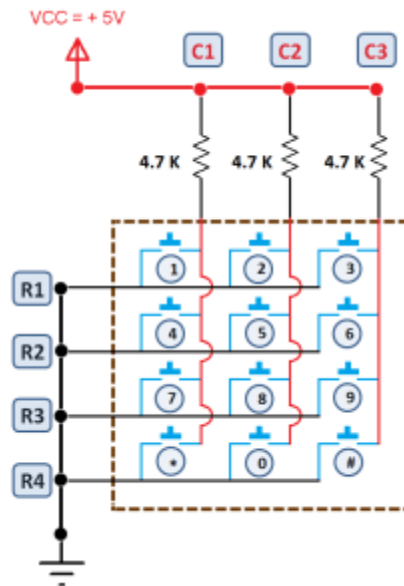 VCC = + 5V
C1 C2 C3
4.7 K 4.7 K 4.7 K
1 2 3
R1
4 5 6
R2
7 8 9
R3
* 0 #
R4